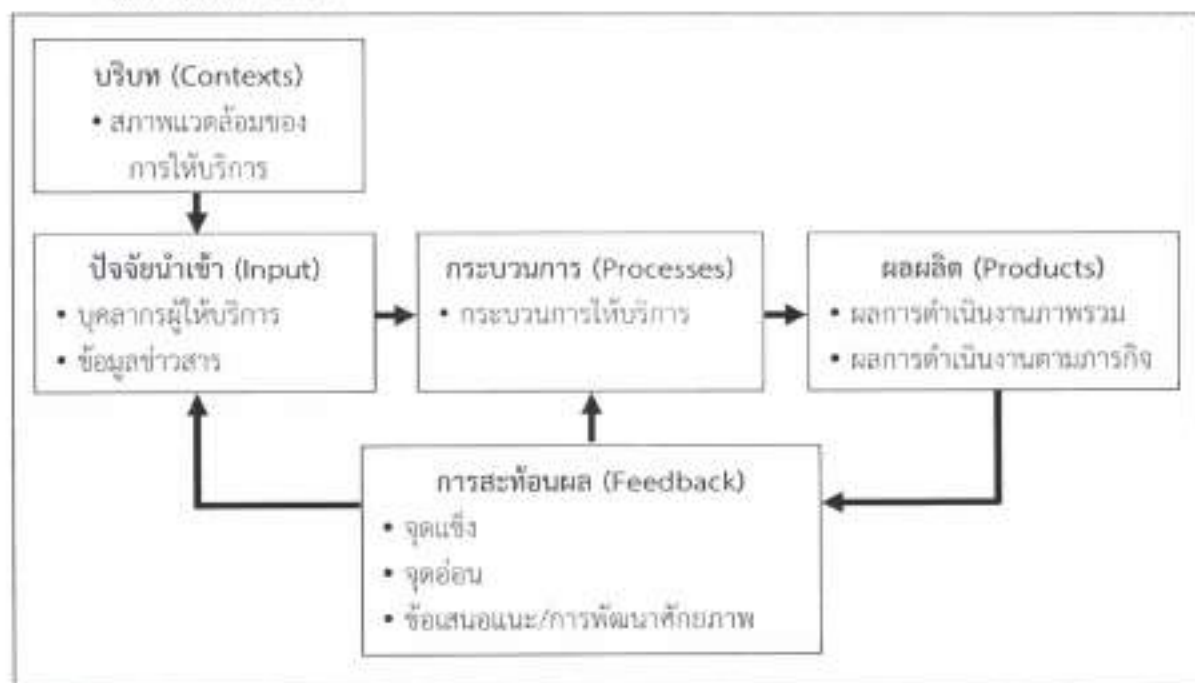 บริบท (Contexts)
• สภาพแวดล้อมของ
การให้บริการ
ปัจจัยนำเข้า (Input)
• บุคลากรผู้ให้บริการ
• ข้อมูลข่าวสาร
กระบวนการ (Processes)
• กระบวนการให้บริการ
ผลผลิต (Products)
• ผลการดำเนินงานภาพรวม
• ผลการดำเนินงานตามภารกิจ
การสะท้อนผล (Feedback)
• จุดแข็ง
• จุดอ่อน
• ข้อเสนอแนะ/การพัฒนาศักยภาพ